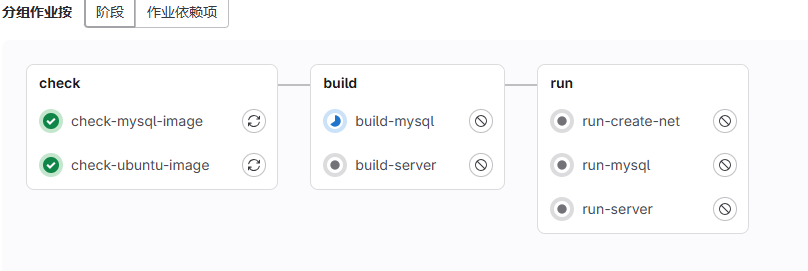 分组作业按 阶段 作业依赖项
check build run
check-mysql-image build-mysql run-create-net
check-ubuntu-image build-server run-mysql
run-server